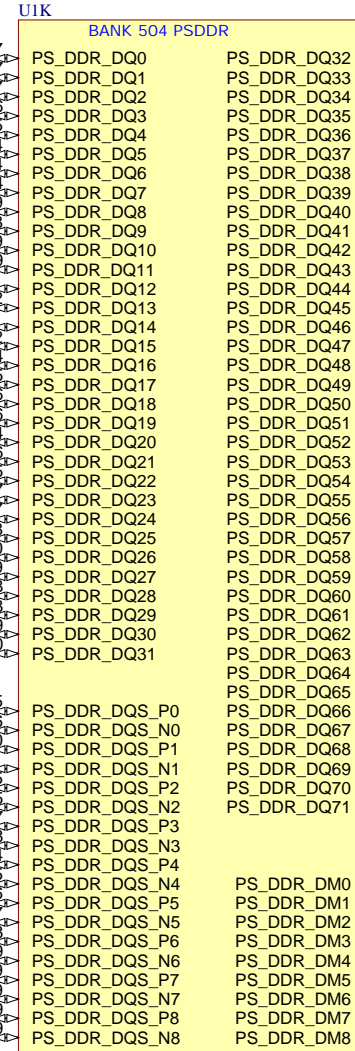 U1K
BANK 504 PSDDR
PS_DDR_DQ0 PS_DDR_DQ32
PS_DDR_DQ1 PS_DDR_DQ33
PS_DDR_DQ2 PS_DDR_DQ34
PS_DDR_DQ3 PS_DDR_DQ35
PS_DDR_DQ4 PS_DDR_DQ36
PS_DDR_DQ5 PS_DDR_DQ37
PS_DDR_DQ6 PS_DDR_DQ38
PS_DDR_DQ7 PS_DDR_DQ39
PS_DDR_DQ8 PS_DDR_DQ40
PS_DDR_DQ9 PS_DDR_DQ41
PS_DDR_DQ10 PS_DDR_DQ42
PS_DDR_DQ11 PS_DDR_DQ43
PS_DDR_DQ12 PS_DDR_DQ44
PS_DDR_DQ13 PS_DDR_DQ45
PS_DDR_DQ14 PS_DDR_DQ46
PS_DDR_DQ15 PS_DDR_DQ47
PS_DDR_DQ16 PS_DDR_DQ48
PS_DDR_DQ17 PS_DDR_DQ49
PS_DDR_DQ18 PS_DDR_DQ50
PS_DDR_DQ19 PS_DDR_DQ51
PS_DDR_DQ20 PS_DDR_DQ52
PS_DDR_DQ21 PS_DDR_DQ53
PS_DDR_DQ22 PS_DDR_DQ54
PS_DDR_DQ23 PS_DDR_DQ55
PS_DDR_DQ24 PS_DDR_DQ56
PS_DDR_DQ25 PS_DDR_DQ57
PS_DDR_DQ26 PS_DDR_DQ58
PS_DDR_DQ27 PS_DDR_DQ59
PS_DDR_DQ28 PS_DDR_DQ60
PS_DDR_DQ29 PS_DDR_DQ61
PS_DDR_DQ30 PS_DDR_DQ62
PS_DDR_DQ31 PS_DDR_DQ63
PS_DDR_DQ64
PS_DDR_DQ65
PS_DDR_DQS_P0 PS_DDR_DQ66
PS_DDR_DQS_N0 PS_DDR_DQ67
PS_DDR_DQS_P1 PS_DDR_DQ68
PS_DDR_DQS_N1 PS_DDR_DQ69
PS_DDR_DQS_P2 PS_DDR_DQ70
PS_DDR_DQS_N2 PS_DDR_DQ71
PS_DDR_DQS_P3
PS_DDR_DQS_N3
PS_DDR_DQS_P4
PS_DDR_DQS_N4 PS_DDR_DM0
PS_DDR_DQS_P5 PS_DDR_DM1
PS_DDR_DQS_N5 PS_DDR_DM2
PS_DDR_DQS_P6 PS_DDR_DM3
PS_DDR_DQS_N6 PS_DDR_DM4
PS_DDR_DQS_P7 PS_DDR_DM5
PS_DDR_DQS_N7 PS_DDR_DM6
PS_DDR_DQS_P8 PS_DDR_DM7
PS_DDR_DQS_N8 PS_DDR_DM8